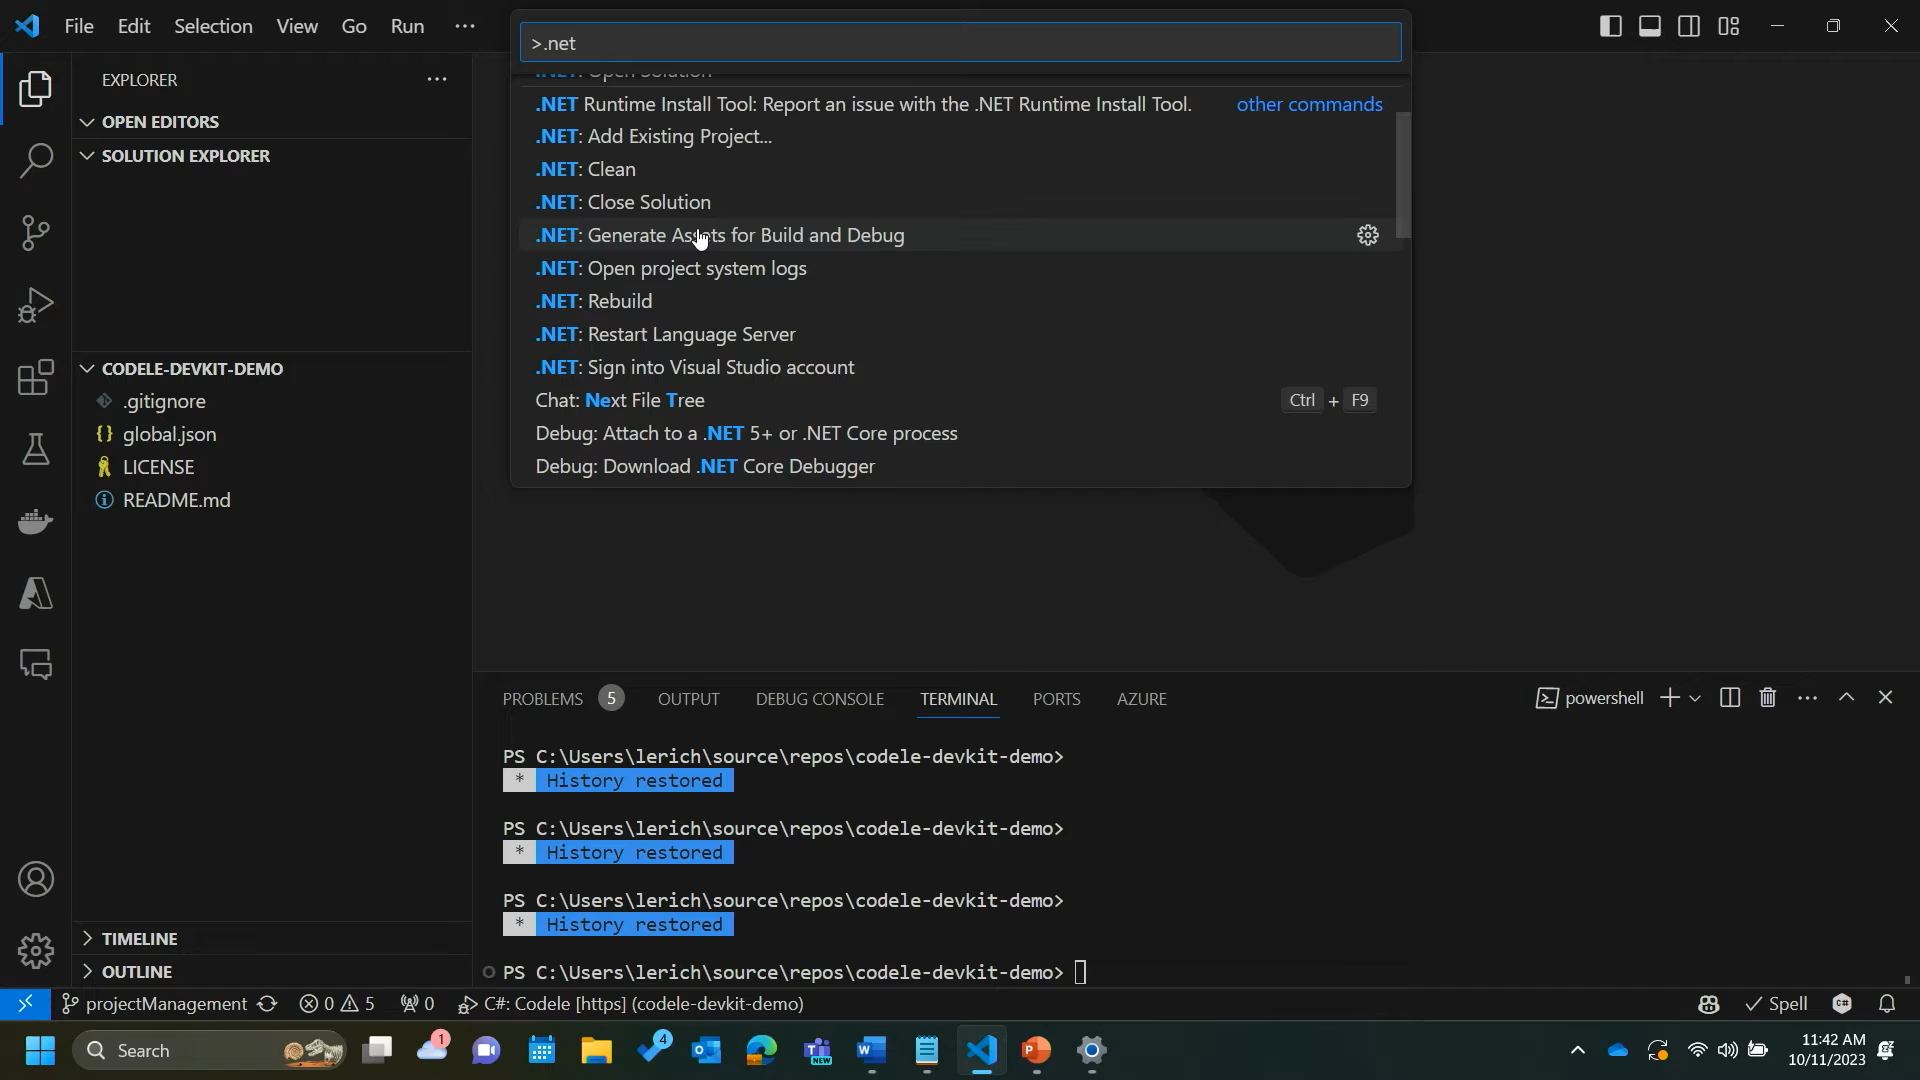 File Edit Selection View Go Run ...
>.net
EXPLORER
OPEN EDITORS
SOLUTION EXPLORER
.NET: Open Solution
.NET Runtime Install Tool: Report an issue with the .NET Runtime Install Tool. other commands
.NET: Add Existing Project...
.NET: Clean
.NET: Close Solution
.NET: Generate Assets for Build and Debug
.NET: Open project system logs
.NET: Rebuild
.NET: Restart Language Server
.NET: Sign into Visual Studio account
Chat: Next File Tree Ctrl + F9
Debug: Attach to a .NET 5+ or .NET Core process
Debug: Download .NET Core Debugger
CODELE-DEVKIT-DEMO
.gitignore
{} global.json
LICENSE
README.md
TIMELINE
OUTLINE
PROBLEMS 5 OUTPUT DEBUG CONSOLE TERMINAL PORTS AZURE powershell
PS C:\Users\lerich\source\repos\codele-devkit-demo>
* History restored
PS C:\Users\lerich\source\repos\codele-devkit-demo>
* History restored
PS C:\Users\lerich\source\repos\codele-devkit-demo>
* History restored
PS C:\Users\lerich\source\repos\codele-devkit-demo>
projectManagement 0 5 0 C#: Codele [https] (codele-devkit-demo) Spell C#
Search 1 4 NEW
11:42 AM
10/11/2023